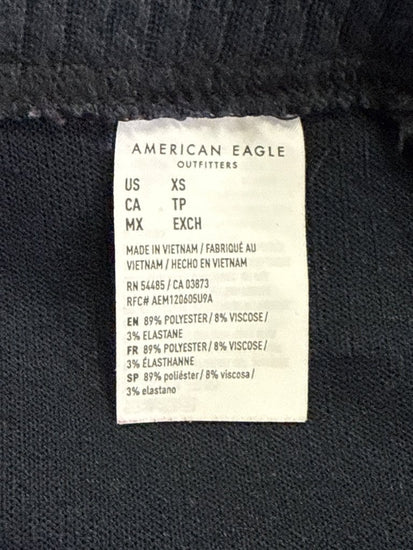 AMERICAN EAGLE
OUTFITTERS
US XS
CA TP
MX EXCH
MADE IN VIETNAM / FABRIQUÉ AU
VIETNAM / HECHO EN VIETNAM
RN 54485 / CA 03873
RFC# AEM120605U9A
EN 89% POLYESTER/ 8% VISCOSE/
3% ELASTANE
FR 89% POLYESTER/ 8% VISCOSE/
3% ÉLASTHANNE
SP 89% poliéster/ 8% viscosa/
3% elastano